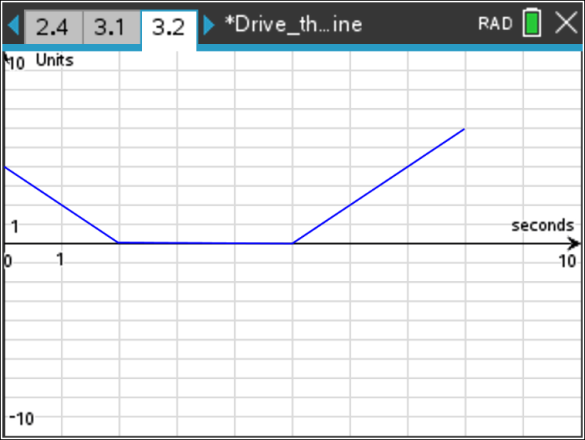 2.4 3.1 3.2 *Drive_th...ine RAD
10 Units
1
seconds
0 1 10
-10